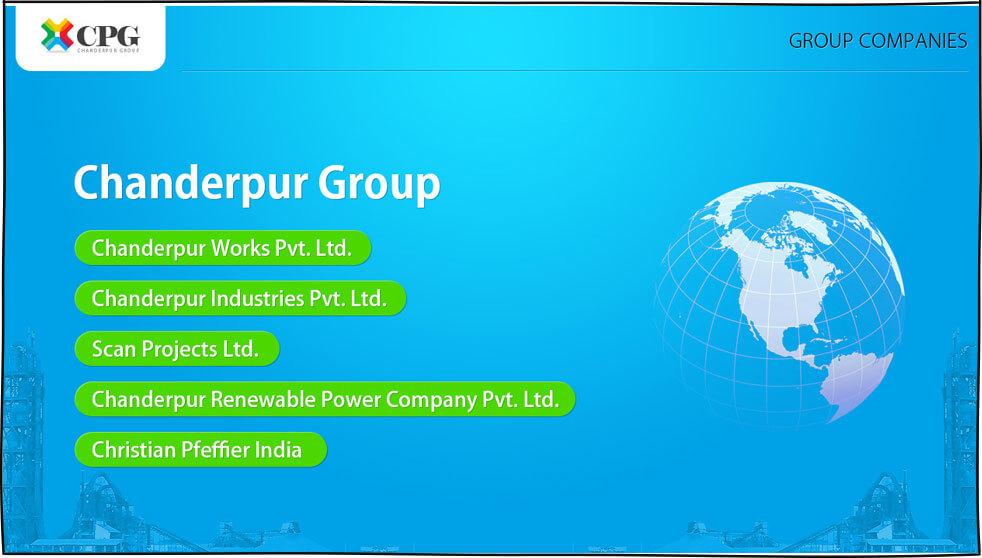 CPG
CHANDERPUR GROUP
GROUP COMPANIES
Chanderpur Group
Chanderpur Works Pvt. Ltd.
Chanderpur Industries Pvt. Ltd.
Scan Projects Ltd.
Chanderpur Renewable Power Company Pvt. Ltd.
Christian Pfeffier India